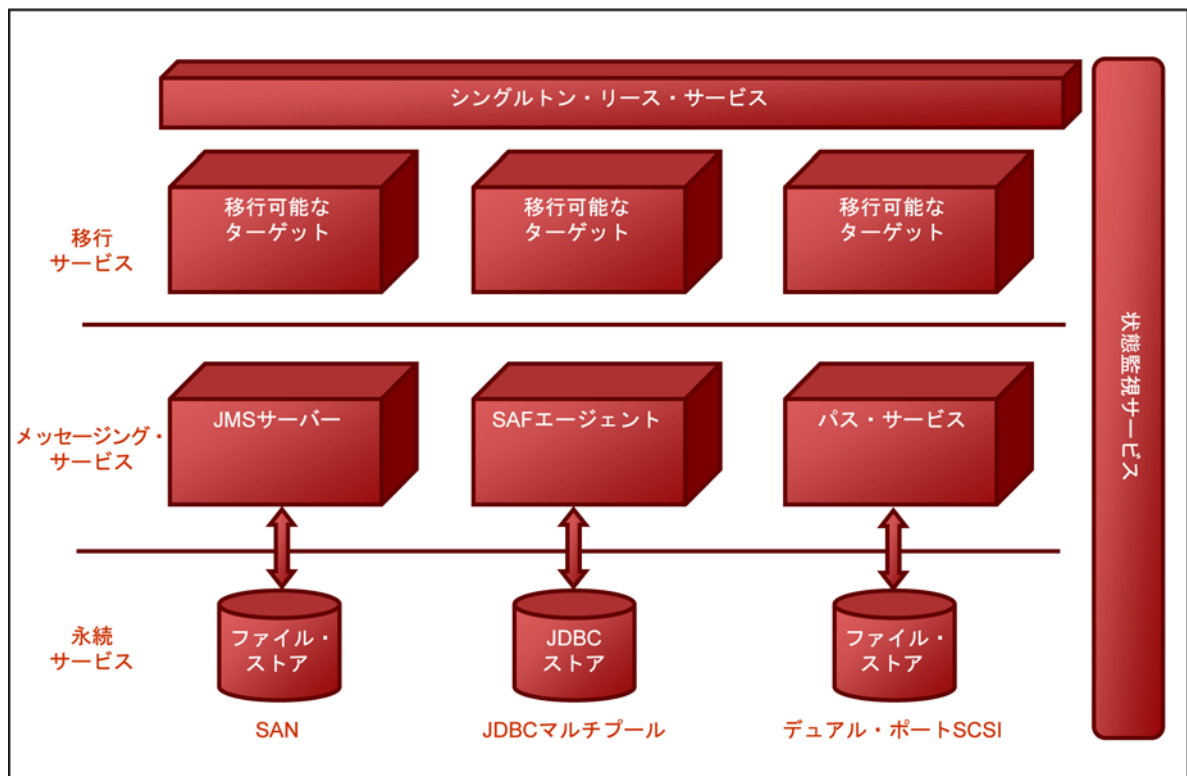 シングルトン・リース・サービス
移行
サービス
移行可能な
ターゲット
移行可能な
ターゲット
移行可能な
ターゲット
メッセージング・
サービス
JMSサーバー
SAFエージェント
パス・サービス
永続
サービス
ファイル・
ストア
JDBC
ストア
ファイル・
ストア
SAN
JDBCマルチプール
デュアル・ポートSCSI
状態監視サービス